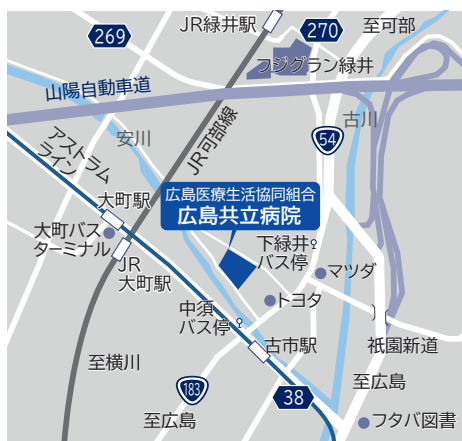 JR緑井駅
至可部
269
270
フジグラン緑井
山陽自動車道
古川
安川
54
JR可部線
アストラム
ライン
大町駅
広島医療生活協同組合
広島共立病院
大町バス
ターミナル
下緑井
バス停
マツダ
JR
大町駅
トヨタ
中須
バス停
古市駅
祇園新道
至横川
至広島
183
38
至広島
フタバ図書